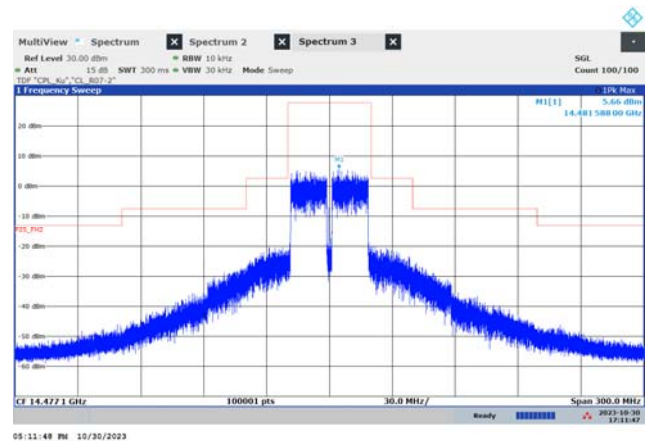 MultiView Spectrum Spectrum 2 Spectrum 3
Ref Level 30.00 dBm RBW 10 kHz SGL
Att 15 dB SWT 300 ms VBW 30 kHz Mode Sweep Count 100/100
TDF "CPL_Ku","CL_R07-2"
1 Frequency Sweep 1Pk Max
M1[1] 5.66 dBm
14.481 588 00 GHz
20 dBm
M1
10 dBm
0 dBm
-10 dBm
-20 dBm
-30 dBm
-40 dBm
-50 dBm
-60 dBm
CF 14.4771 GHz 100001 pts 30.0 MHz/ Span 300.0 MHz
Ready 2023-10-30
17:11:47
05:11:48 PM 10/30/2023